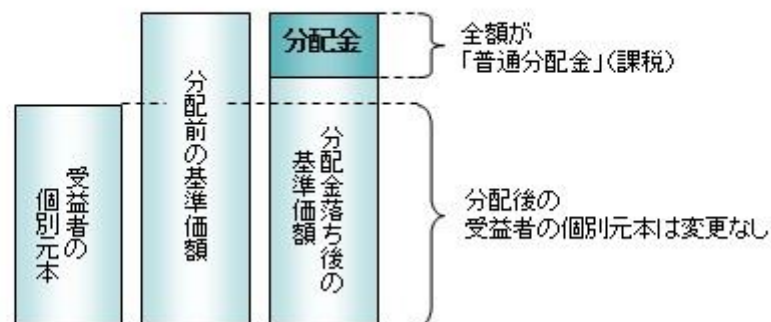 受益者の
個別元本
分配前の基準価額
分配金
分配金落ち後の
基準価額
全額が
「普通分配金」(課税)
分配後の
受益者の個別元本は変更なし